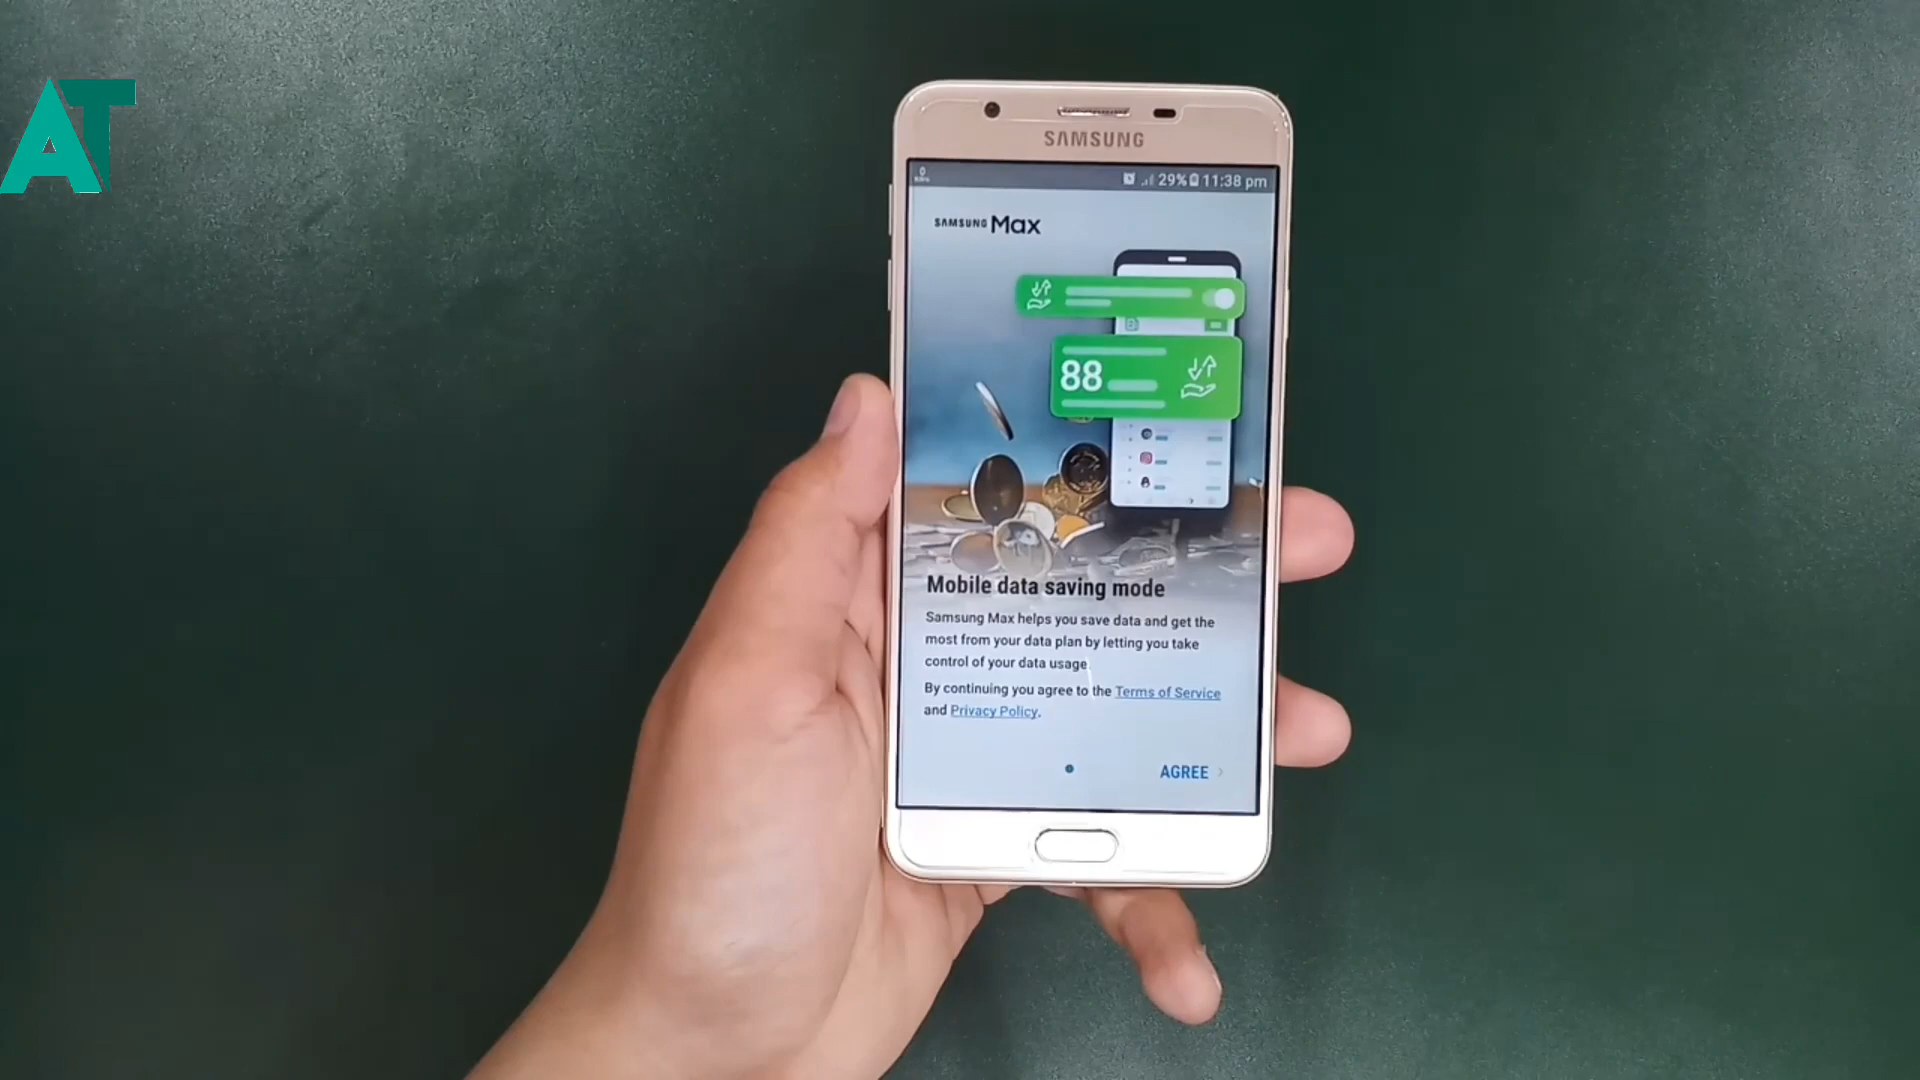 AT
SAMSUNG
29% 11:38 pm
SAMSUNG Max
88
Mobile data saving mode
Samsung Max helps you save data and get the
most from your data plan by letting you take
control of your data usage.
By continuing you agree to the Terms of Service
and Privacy Policy.
AGREE